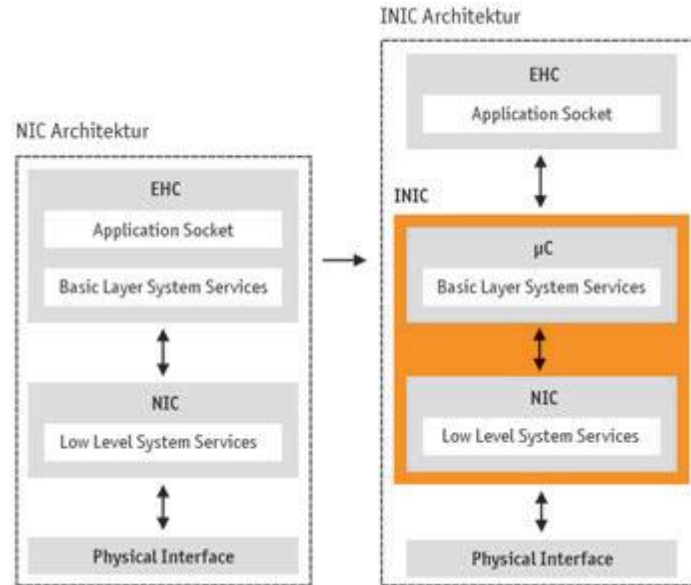 NIC Architektur
EHC
Application Socket
Basic Layer System Services
NIC
Low Level System Services
Physical Interface
INIC Architektur
EHC
Application Socket
INIC
µC
Basic Layer System Services
NIC
Low Level System Services
Physical Interface